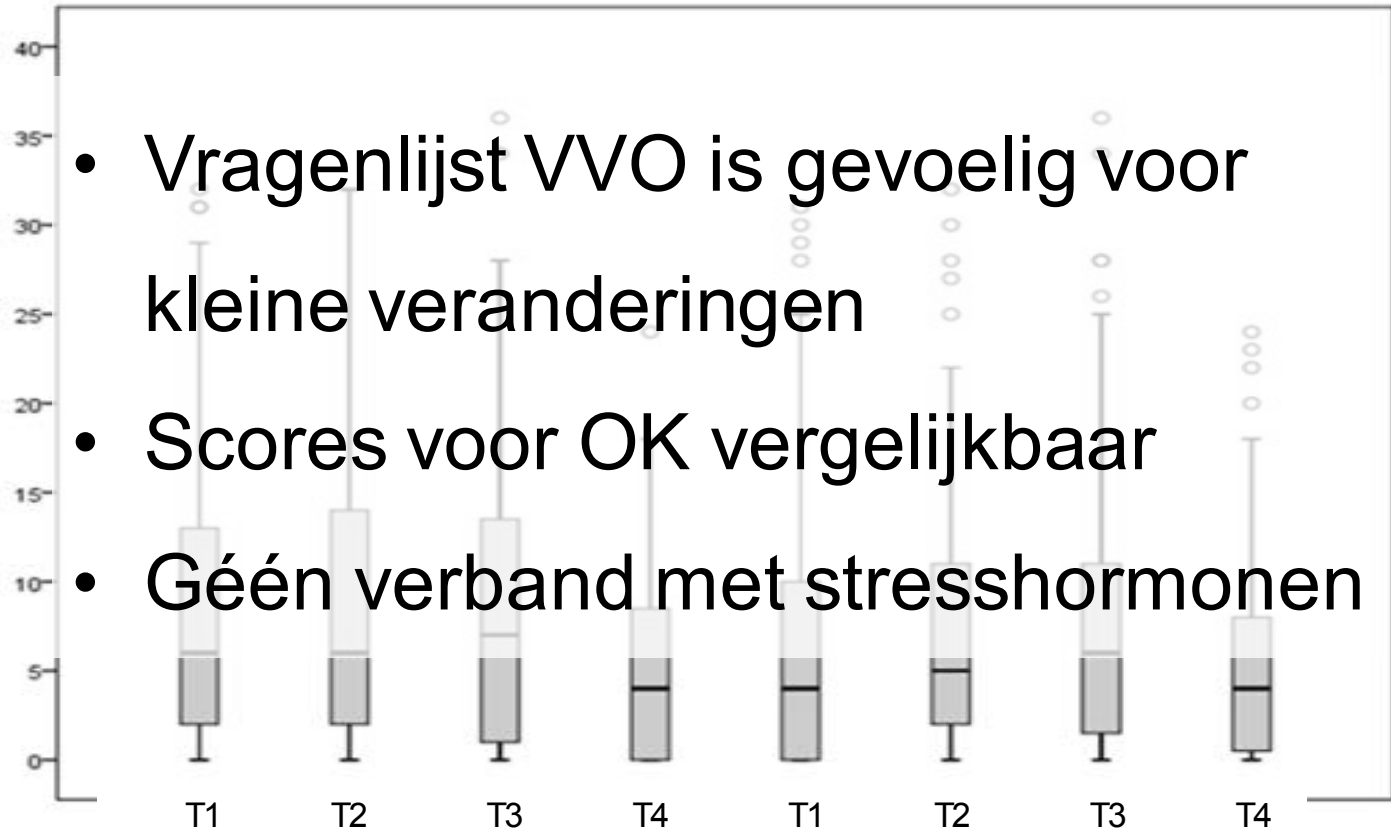 40
35
30
25
20
15
10
5
0
• Vragenlijst VVO is gevoelig voor
kleine veranderingen
• Scores voor OK vergelijkbaar
• Géén verband met stresshormonen
T1 T2 T3 T4 T1 T2 T3 T4